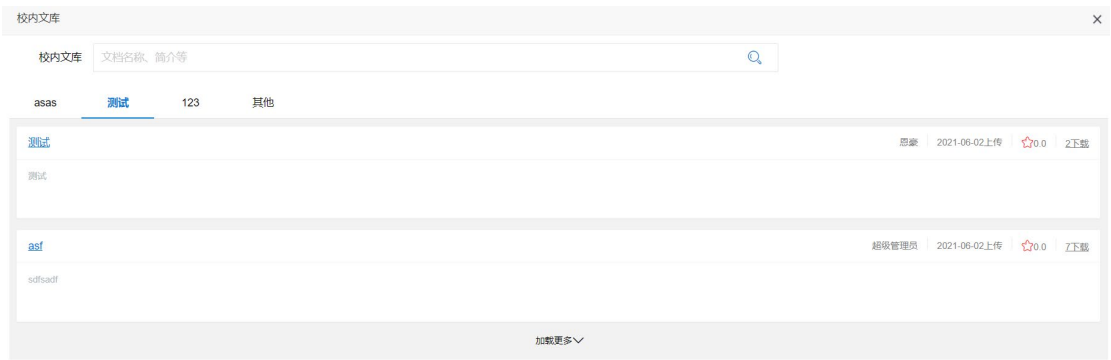 校内文库
校内文库 文档名称、简介等
asas 测试 123 其他
测试 恩豪 2021-06-02上传 0.0 2下载
测试
asf 超级管理员 2021-06-02上传 0.0 7下载
sdfsadf
加载更多